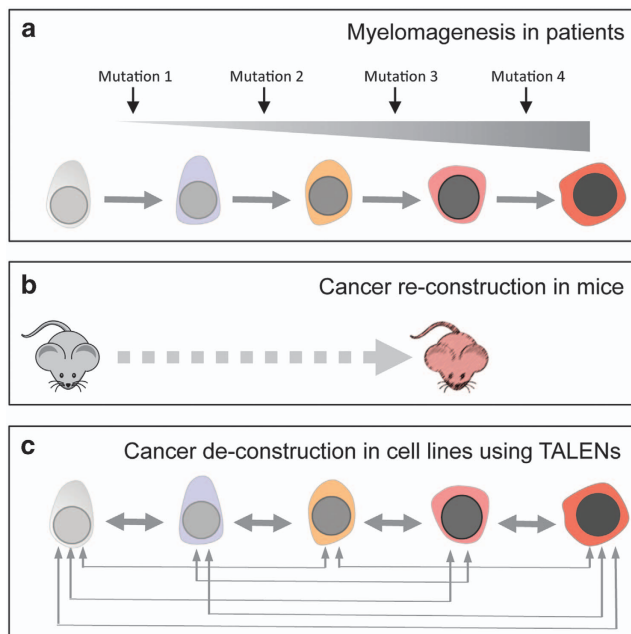 a
Myelomagenesis in patients
Mutation 1 Mutation 2 Mutation 3 Mutation 4
b
Cancer re-construction in mice
c
Cancer de-construction in cell lines using TALENs